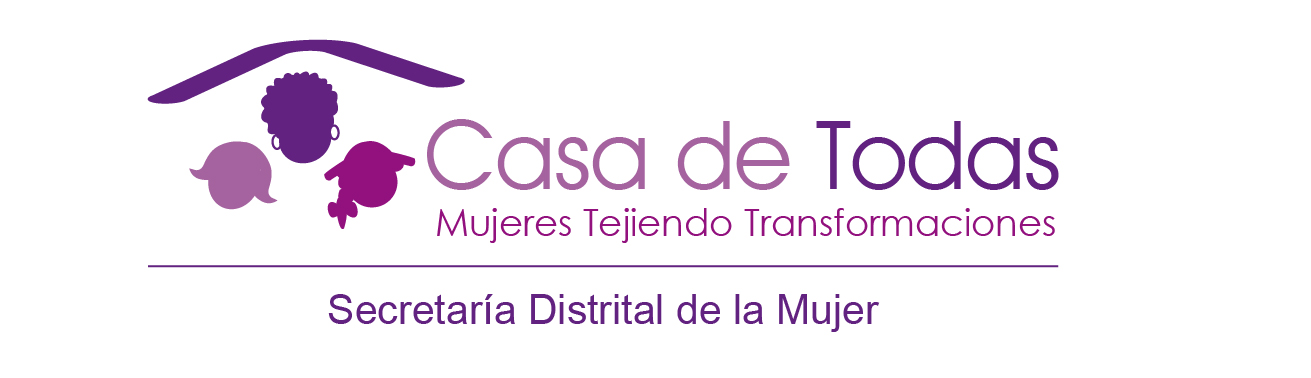 Casa de Todas
Mujeres Tejiendo Transformaciones
Secretaría Distrital de la Mujer